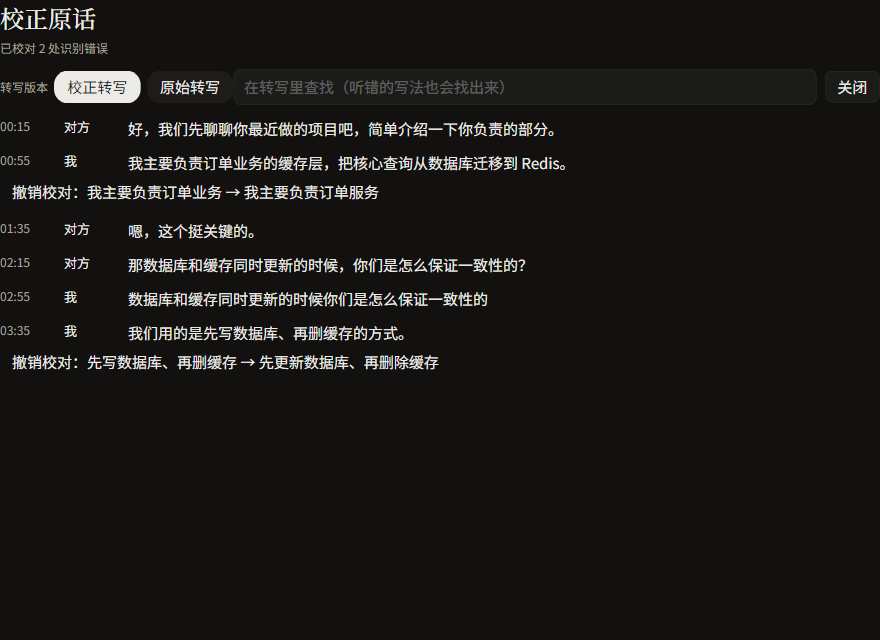 校正原话
已校对 2 处识别错误
转写版本 校正转写 原始转写 在转写里查找（听错的写法也会找出来） 关闭
00:15 对方 好，我们先聊聊你最近做的项目吧，简单介绍一下你负责的部分。
00:55 我 我主要负责订单业务的缓存层，把核心查询从数据库迁移到 Redis。
撤销校对：我主要负责订单业务 → 我主要负责订单服务
01:35 对方 嗯，这个挺关键的。
02:15 对方 那数据库和缓存同时更新的时候，你们是怎么保证一致性的？
02:55 我 数据库和缓存同时更新的时候你们是怎么保证一致性的
03:35 我 我们用的是先写数据库、再删缓存的方式。
撤销校对：先写数据库、再删缓存 → 先更新数据库、再删除缓存